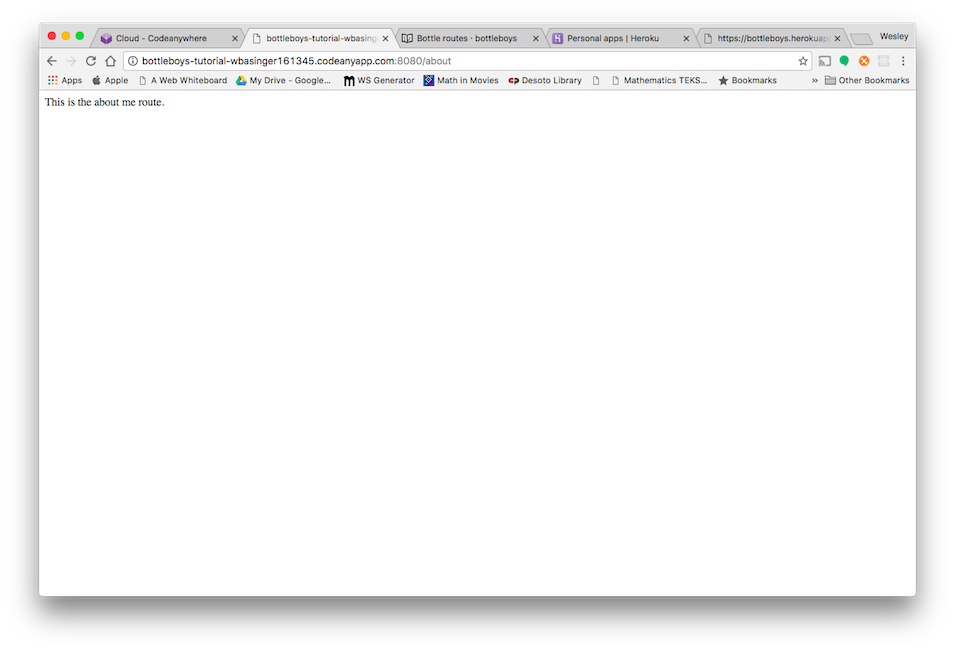 Cloud - Codeanywhere
bottleboys-tutorial-wbasing
Bottle routes · bottleboys
Personal apps | Heroku
https://bottleboys.herokuap
Wesley
bottleboys-tutorial-wbasinger161345.codeanyapp.com:8080/about
Apps Apple A Web Whiteboard My Drive - Google... WS Generator Math in Movies cp Desoto Library Mathematics TEKS... Bookmarks » Other Bookmarks
This is the about me route.